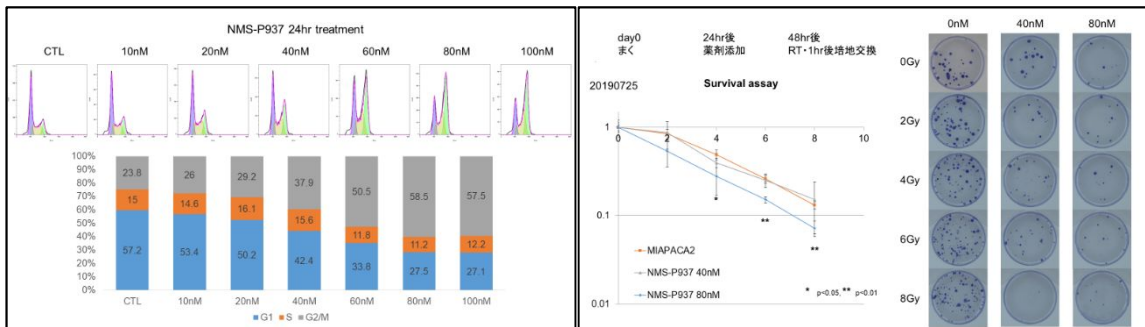 NMS-P937 24hr treatment
CTL 10nM 20nM 40nM 60nM 80nM 100nM
100%
90%
80%
70%
60%
50%
40%
30%
20%
10%
0%
23.8 26 29.2 37.9 50.5 58.5 57.5
15 14.6 16.1 15.6 11.8 11.2 12.2
57.2 53.4 50.2 42.4 33.8 27.5 27.1
CTL 10nM 20nM 40nM 60nM 80nM 100nM
G1 S G2/M
day0 24hr後 48hr後
まく 薬剤添加 RT・1hr後培地交換
20190725 Survival assay
0 2 4 6 8 10
1
0.1
0.01
*
**
**
MIAPACA2
NMS-P937 40nM
NMS-P937 80nM
* p<0.05, ** p<0.01
0nM 40nM 80nM
0Gy
2Gy
4Gy
6Gy
8Gy